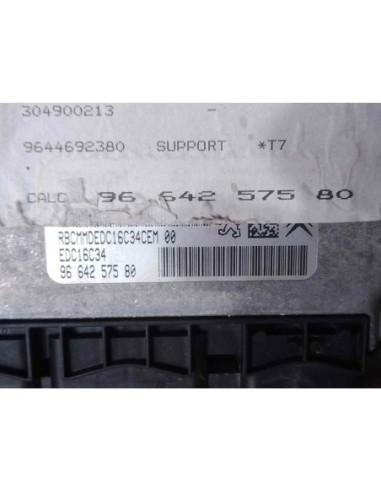 304900213 -
9644692380 SUPPORT *T7
CALC 96 642 575 80
RBCMMDEDC16C34CEM 00
EDC16C34
96 642 575 80